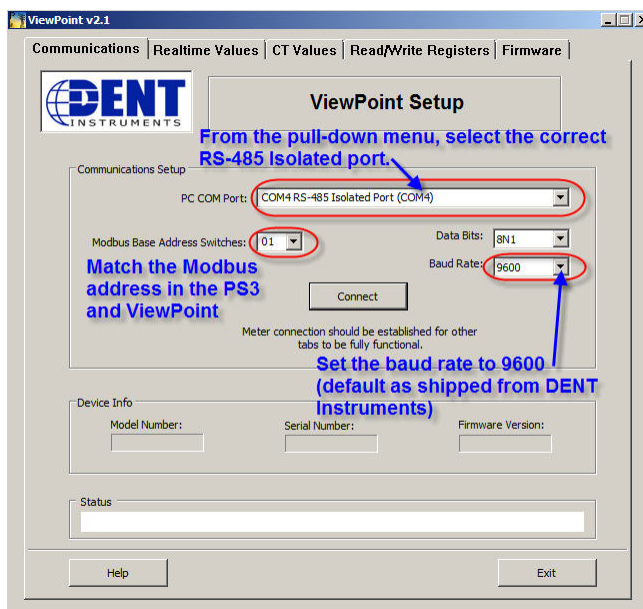 ViewPoint v2.1
Communications Realtime Values CT Values Read/Write Registers Firmware
DENT
INSTRUMENTS
ViewPoint Setup
From the pull-down menu, select the correct
RS-485 Isolated port.
Communications Setup
PC COM Port: COM4 RS-485 Isolated Port (COM4)
Modbus Base Address Switches: 01
Data Bits: 8N1
Baud Rate: 9600
Match the Modbus
address in the PS3
and ViewPoint
Connect
Meter connection should be established for other
tabs to be fully functional.
Set the baud rate to 9600
(default as shipped from DENT
Instruments)
Device Info
Model Number: Serial Number: Firmware Version:
Status
Help Exit